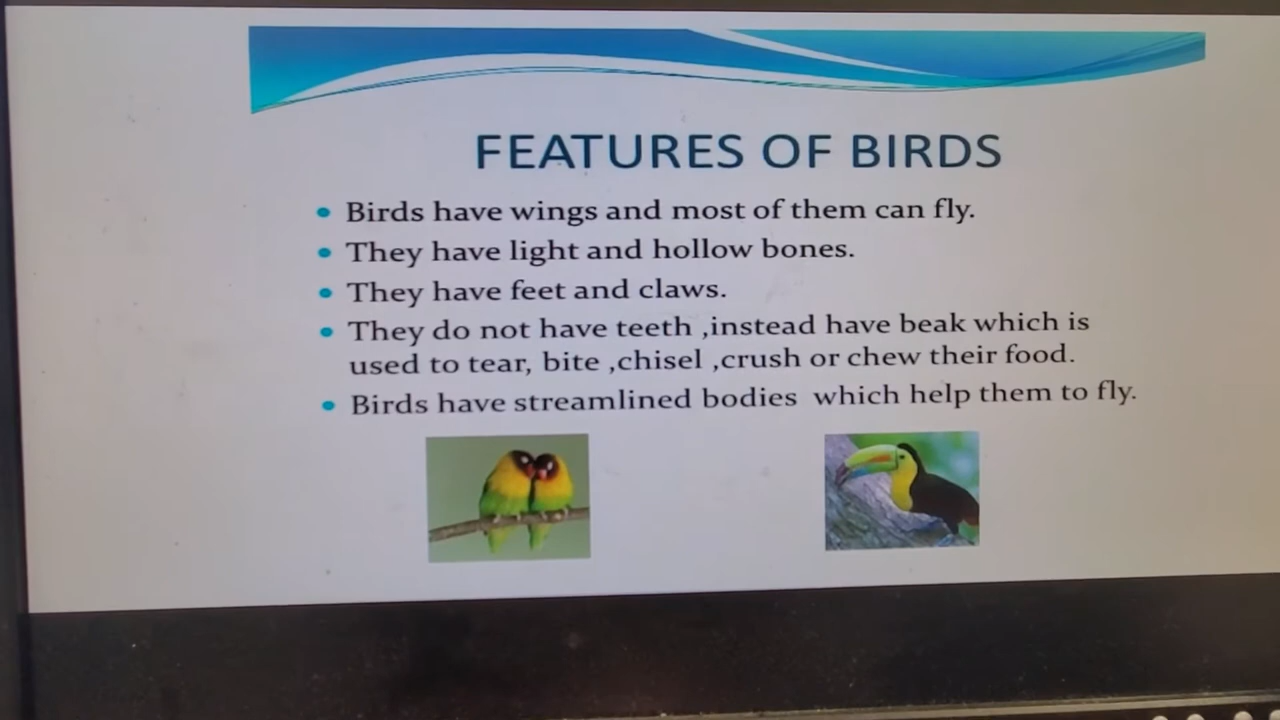 FEATURES OF BIRDS
Birds have wings and most of them can fly.
They have light and hollow bones.
They have feet and claws.
They do not have teeth ,instead have beak which is
used to tear, bite ,chisel ,crush or chew their food.
Birds have streamlined bodies  which help them to fly.